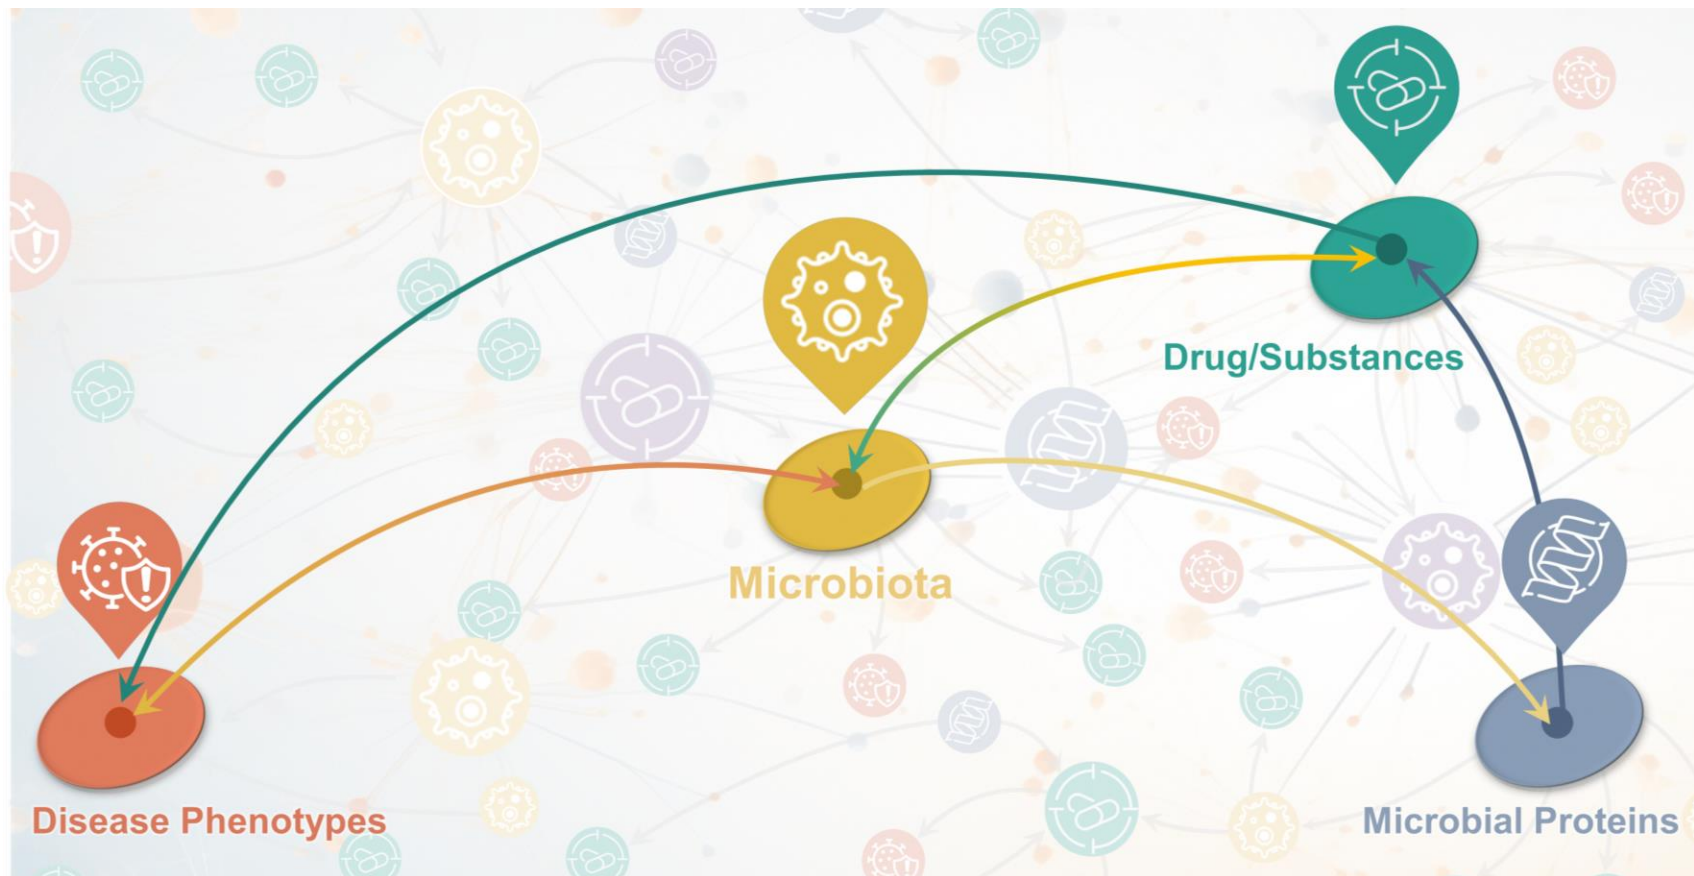 Drug/Substances
Microbiota
Disease Phenotypes
Microbial Proteins